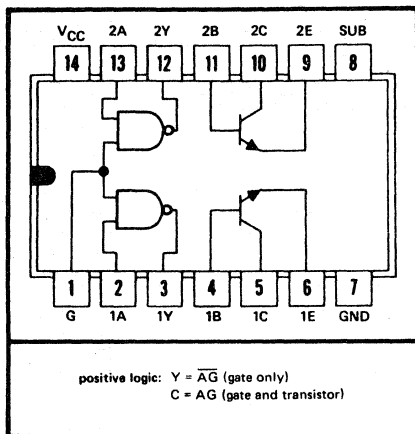 VCC 2A 2Y 2B 2C 2E SUB
14 13 12 11 10 9 8
1 2 3 4 5 6 7
G 1A 1Y 1B 1C 1E GND
positive logic: Y = A̅G̅ (gate only)
C = AG (gate and transistor)